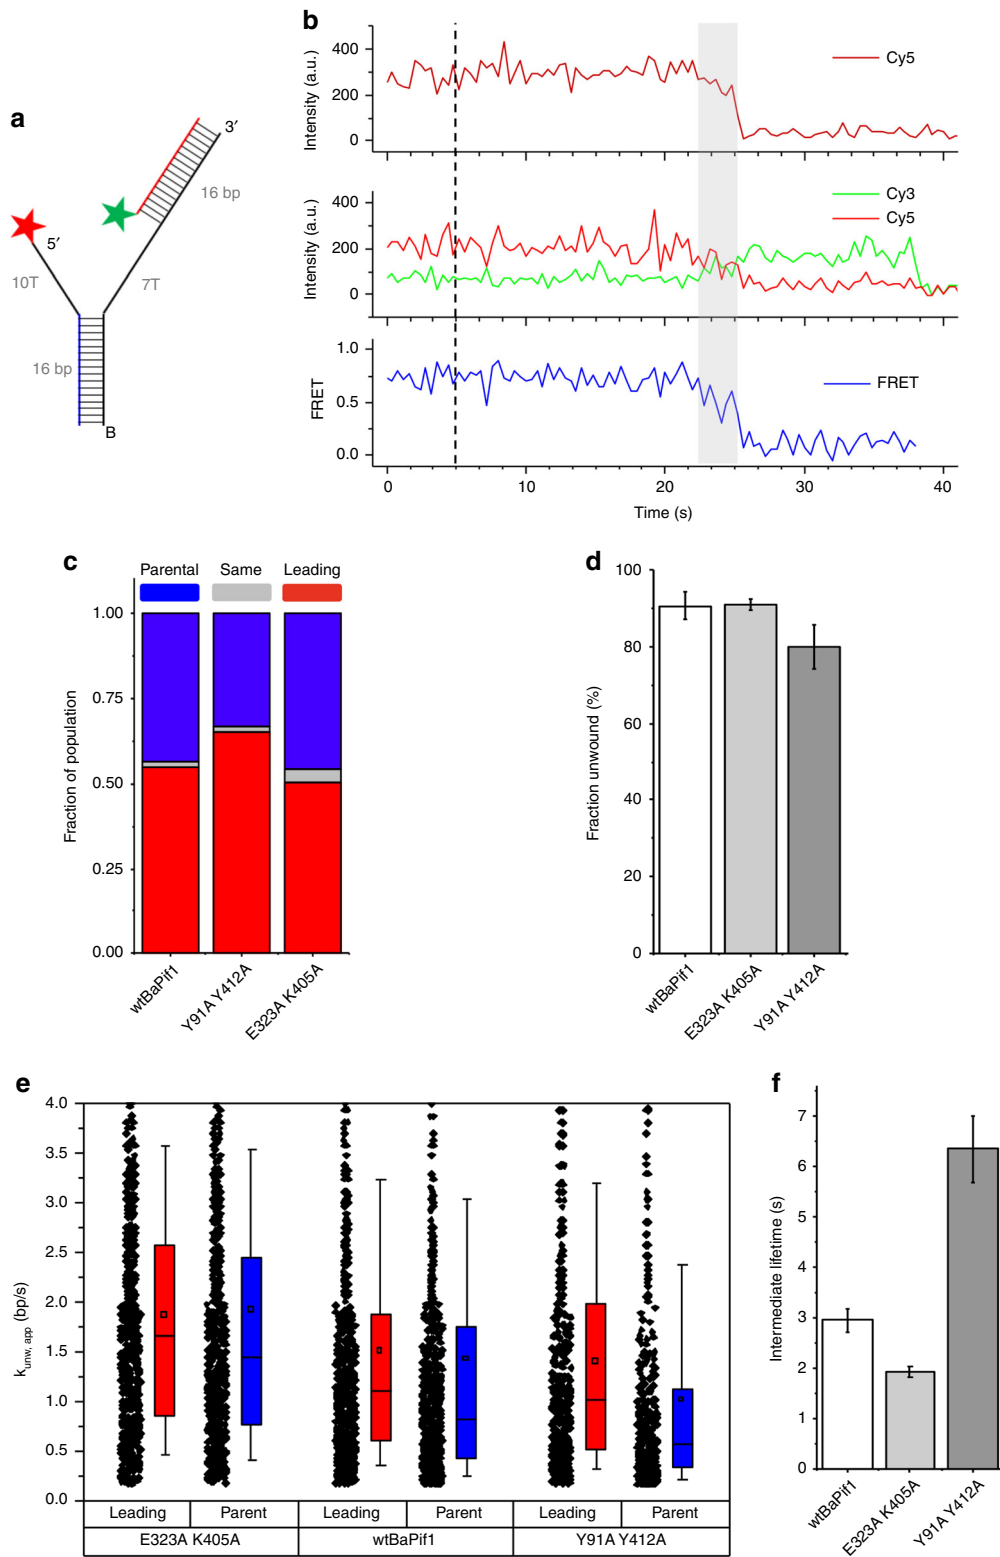 a
3′
16 bp
5′
10T
7T
16 bp
B
b
Intensity (a.u.)
400
200
0
Cy5
Intensity (a.u.)
400
200
0
Cy3
Cy5
FRET
1.0
0.5
0.0
FRET
0 10 20 30 40
Time (s)
c
Parental Same Leading
Fraction of population
1.00
0.75
0.50
0.25
0.00
wtBaPif1
Y91A Y412A
E323A K405A
d
Fraction unwound (%)
100
80
60
40
20
0
wtBaPif1
E323A K405A
Y91A Y412A
e
k unw, app (bp/s)
4.0
3.5
3.0
2.5
2.0
1.5
1.0
0.5
0.0
Leading Parent Leading Parent Leading Parent
E323A K405A wtBaPif1 Y91A Y412A
f
Intermediate lifetime (s)
7
6
5
4
3
2
1
0
wtBaPif1
E323A K405A
Y91A Y412A